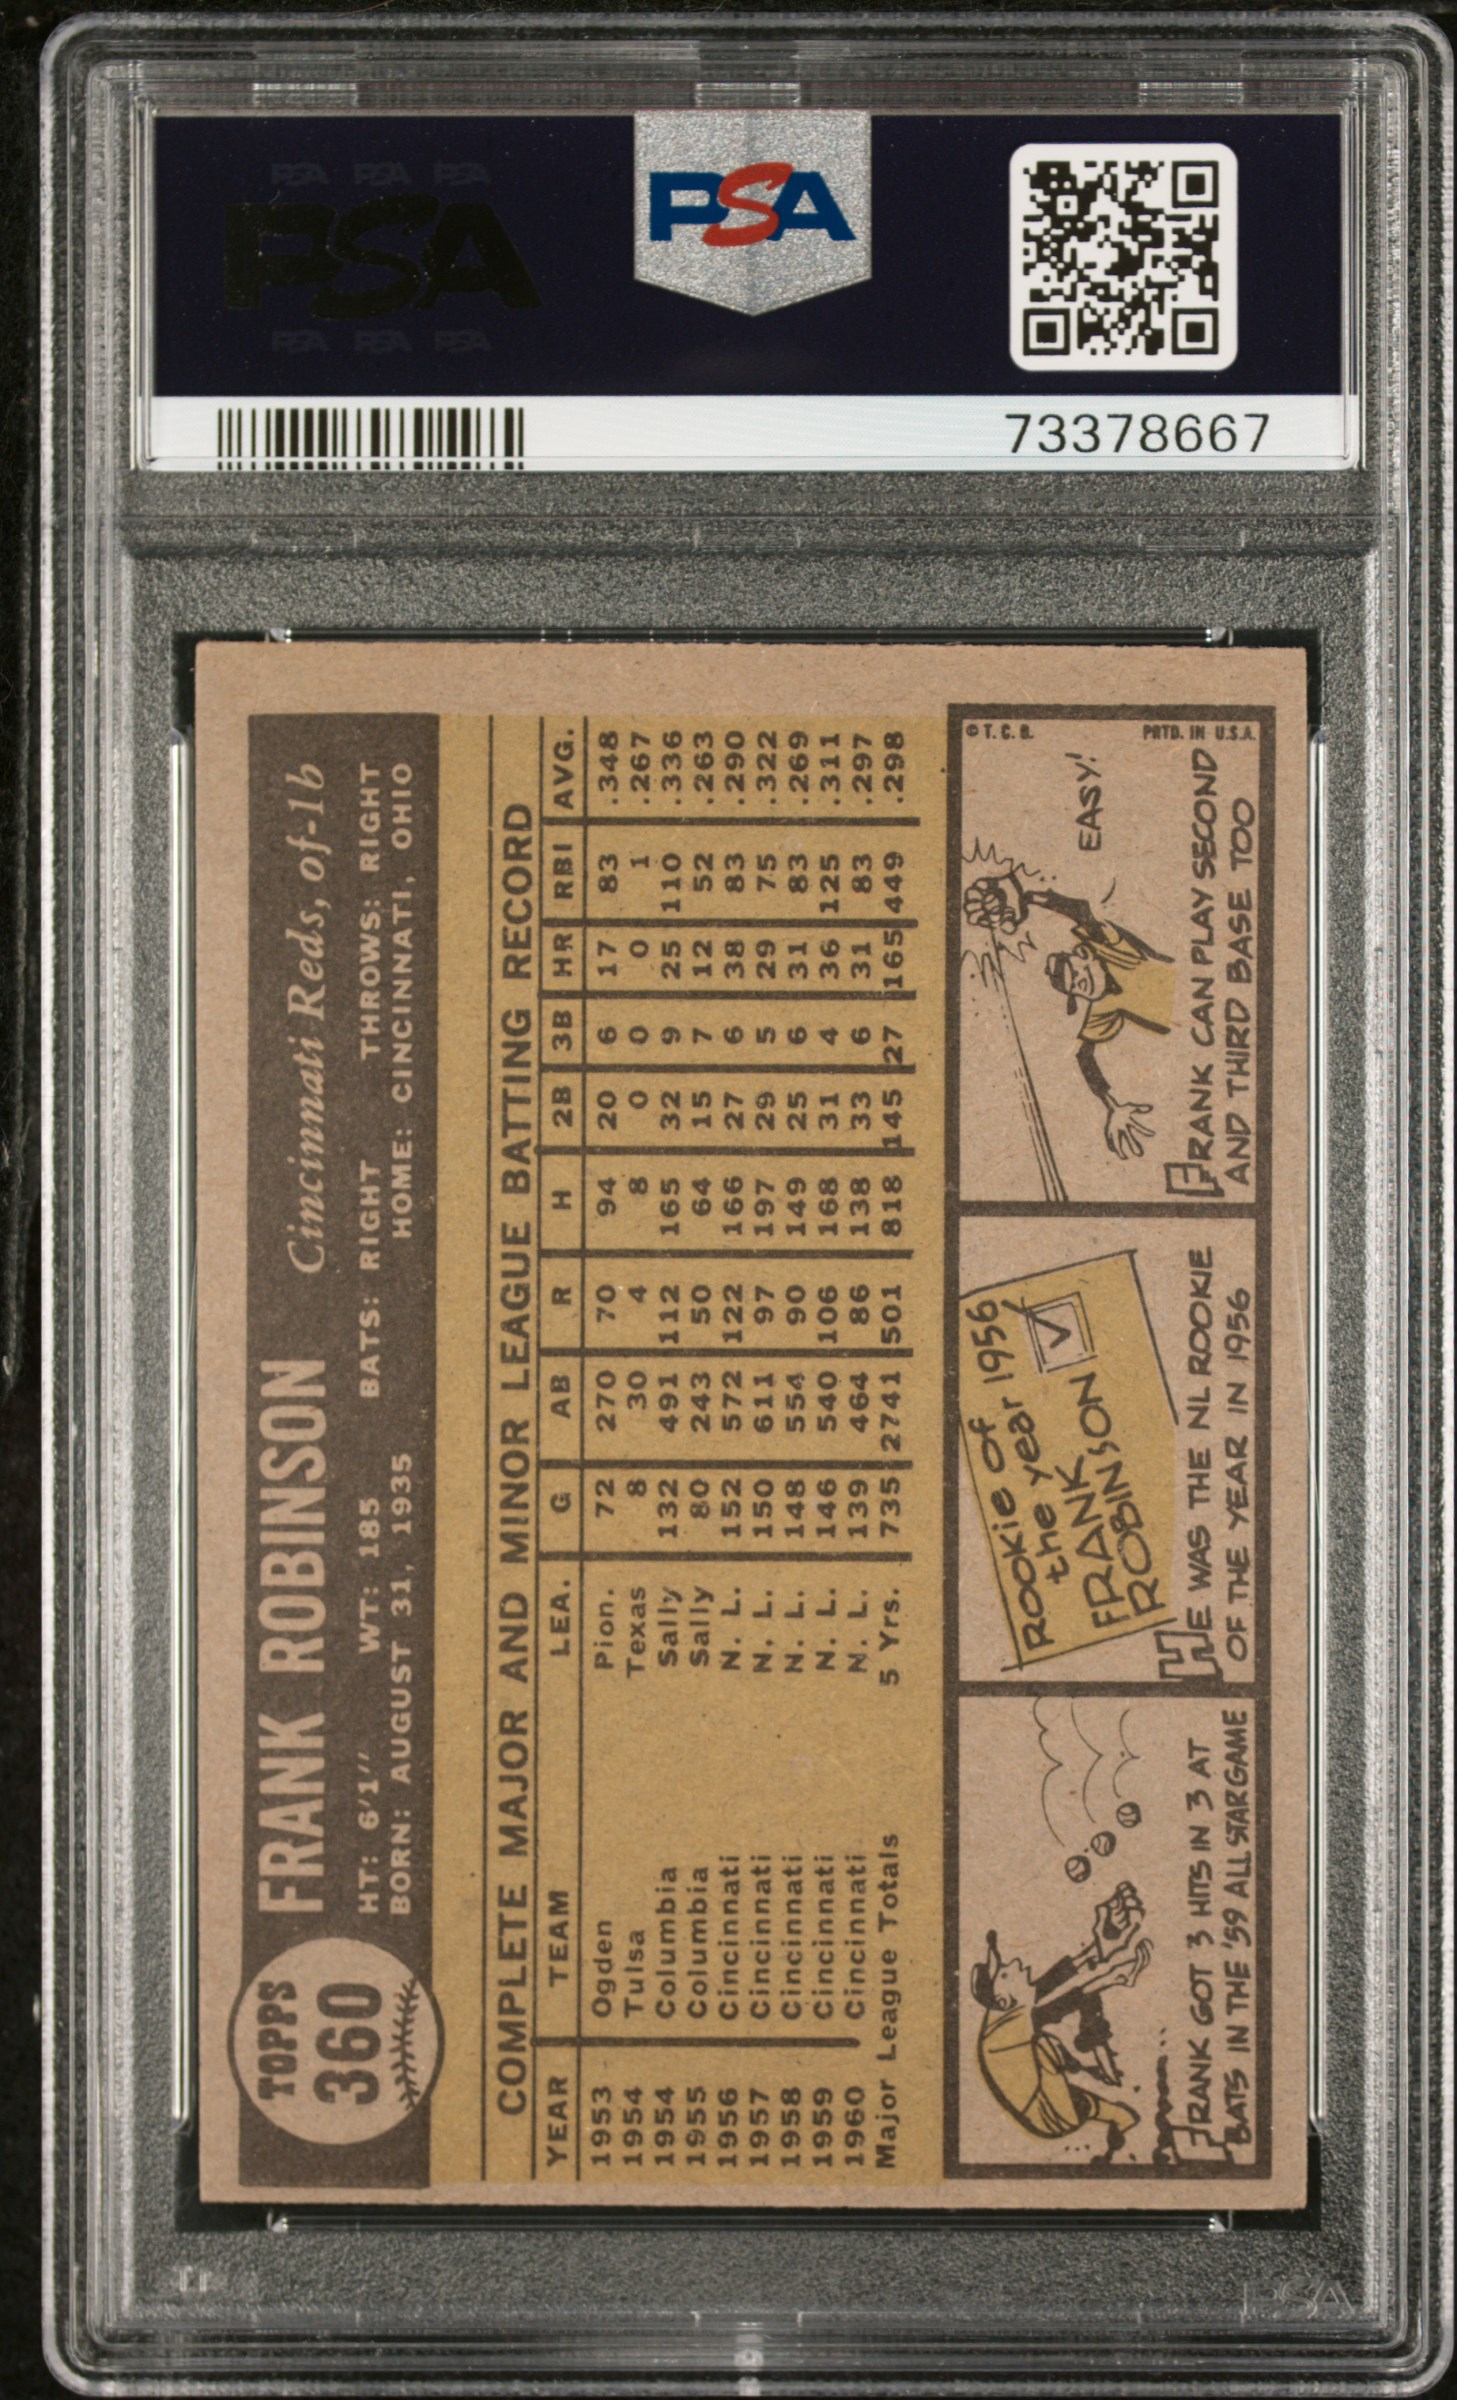 PSA PSA PSA
PSA
PSA PSA PSA
PSA
73378667
TOPPS
360
FRANK ROBINSON Cincinnati Reds, of-1b
HT: 6'1" WT: 185 BATS: RIGHT THROWS: RIGHT
BORN: AUGUST 31, 1935 HOME: CINCINNATI, OHIO
COMPLETE MAJOR AND MINOR LEAGUE BATTING RECORD
YEAR TEAM LEA. G AB R H 2B 3B HR RBI AVG.
1953 Ogden Pion. 72 270 70 94 20 6 17 83 .348
1954 Tulsa Texas 8 30 4 8 0 0 0 1 .267
1954 Columbia Sally 132 491 112 165 32 9 25 110 .336
1955 Columbia Sally 80 243 50 64 15 7 12 52 .263
1956 Cincinnati N. L. 152 572 122 166 27 6 38 83 .290
1957 Cincinnati N. L. 150 611 97 197 29 5 29 75 .322
1958 Cincinnati N. L. 148 554 90 149 25 6 31 83 .269
1959 Cincinnati N. L. 146 540 106 168 31 4 36 125 .311
1960 Cincinnati N. L. 139 464 86 138 33 6 31 83 .297
Major League Totals 5 Yrs. 735 2741 501 818 145 27 165 449 .298
FRANK GOT 3 HITS IN 3 AT
BATS IN THE '59 ALL STAR GAME
ROOKie of
the year 1956
FRANK
ROBINSON
HE WAS THE NL ROOKIE
OF THE YEAR IN 1956
© T. C. G.
PRTD. IN U.S.A.
EASY!
FRANK CAN PLAY SECOND
AND THIRD BASE TOO
PSA